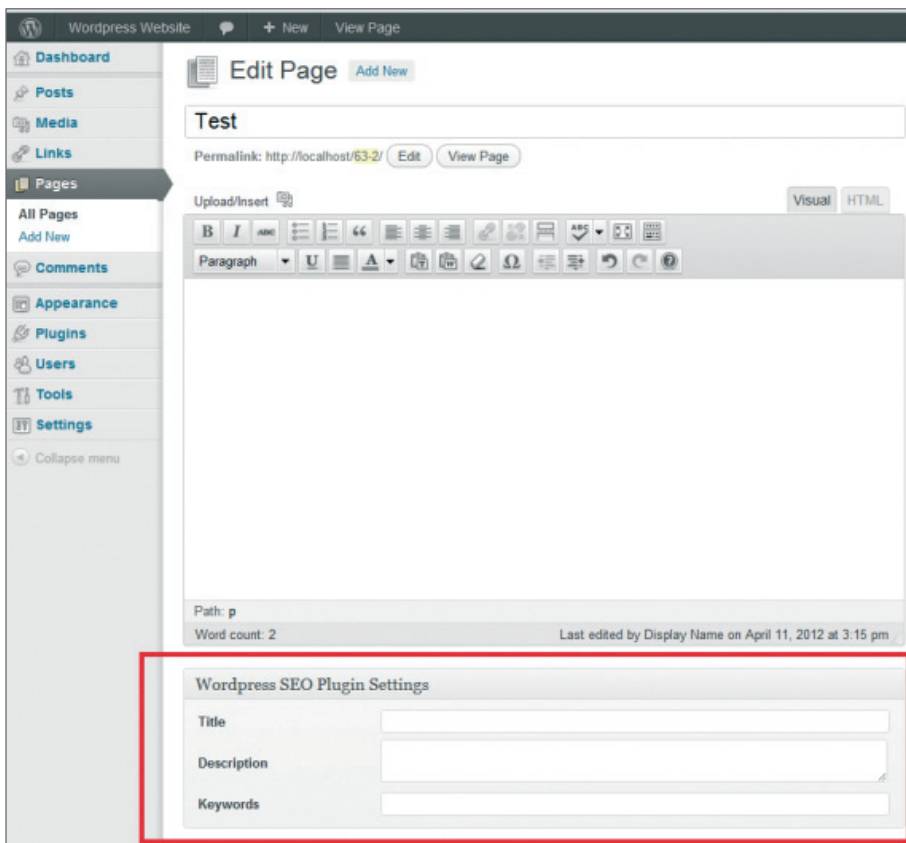 Wordpress Website + New View Page
Dashboard
Posts
Media
Links
Pages
All Pages
Add New
Comments
Appearance
Plugins
Users
Tools
Settings
Collapse menu
Edit Page Add New
Test
Permalink: http://localhost/63-2/ Edit View Page
Upload/Insert Visual HTML
B I ABC ABC
Paragraph U A
Path: p
Word count: 2 Last edited by Display Name on April 11, 2012 at 3:15 pm
Wordpress SEO Plugin Settings
Title
Description
Keywords